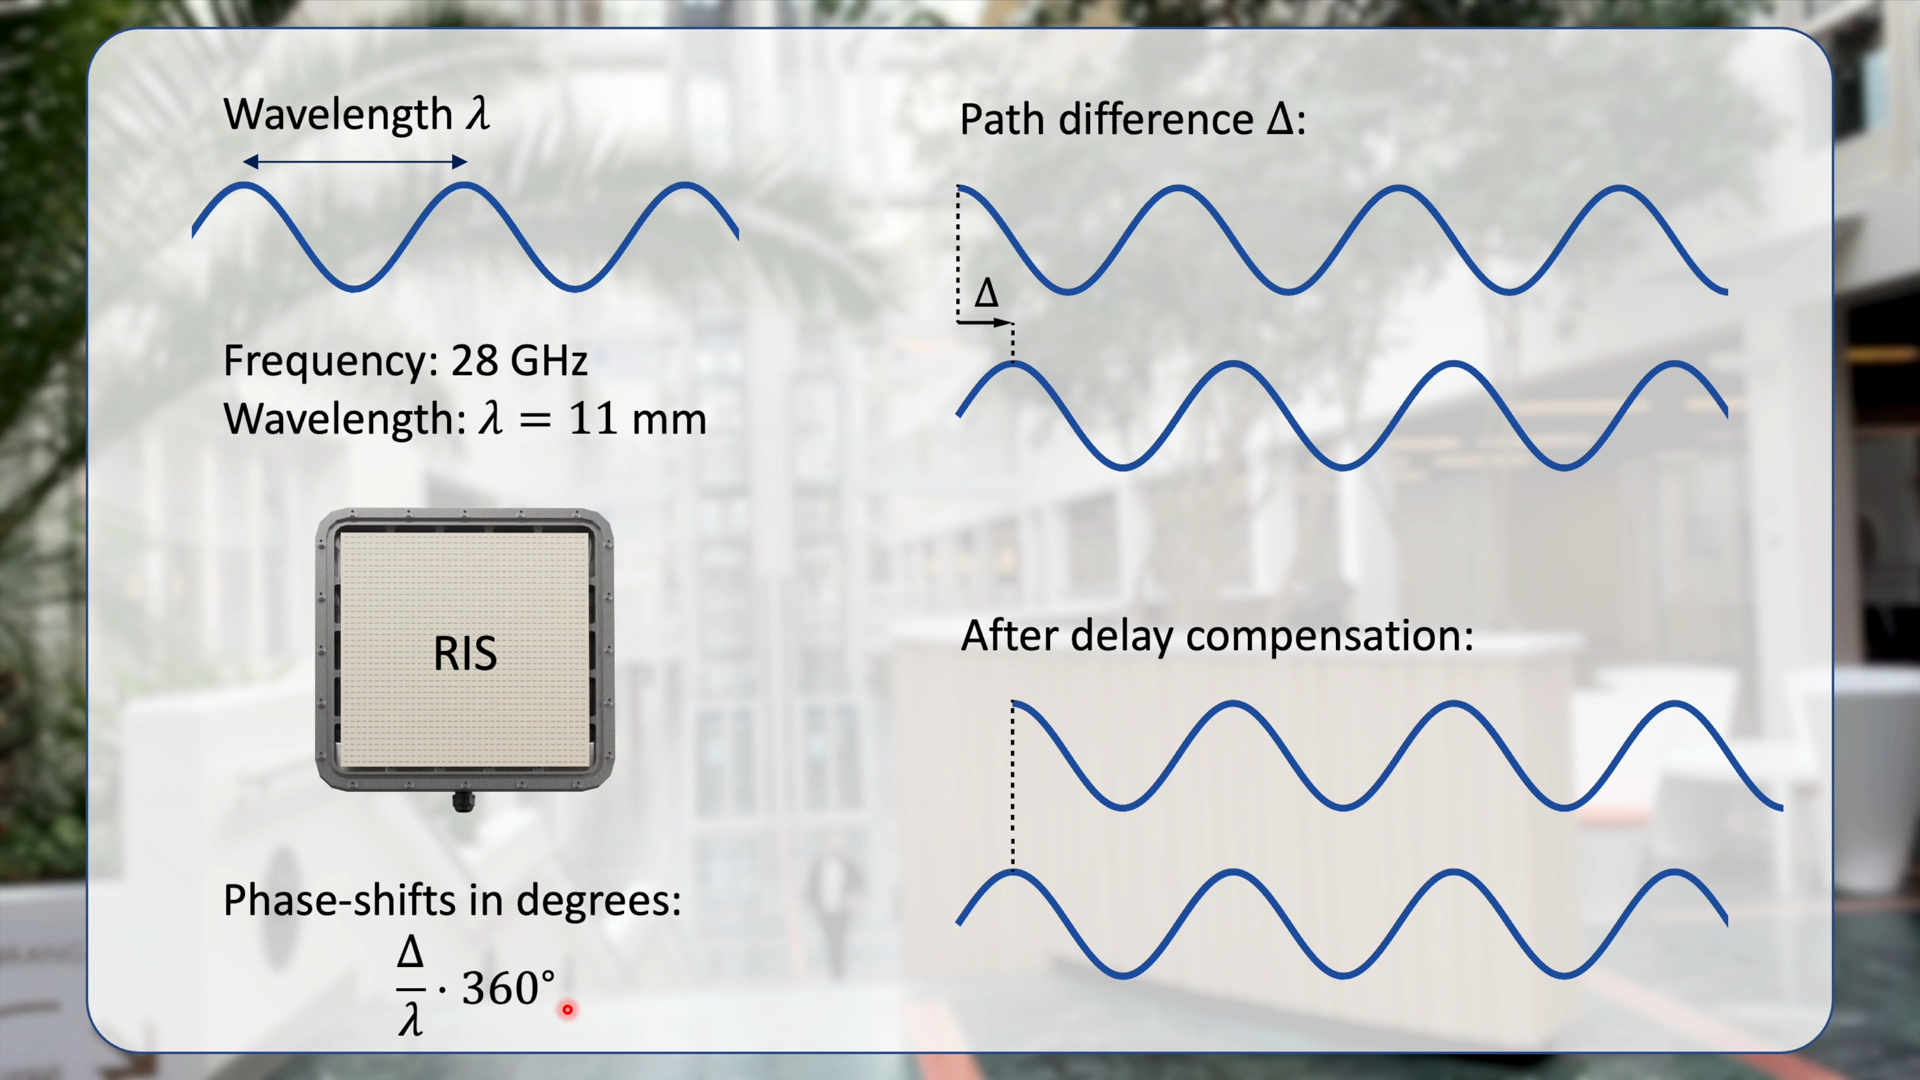 Wavelength λ
Frequency: 28 GHz
Wavelength: λ = 11 mm
RIS
Phase-shifts in degrees:
Δ
λ
· 360°
Path difference Δ:
Δ
After delay compensation: